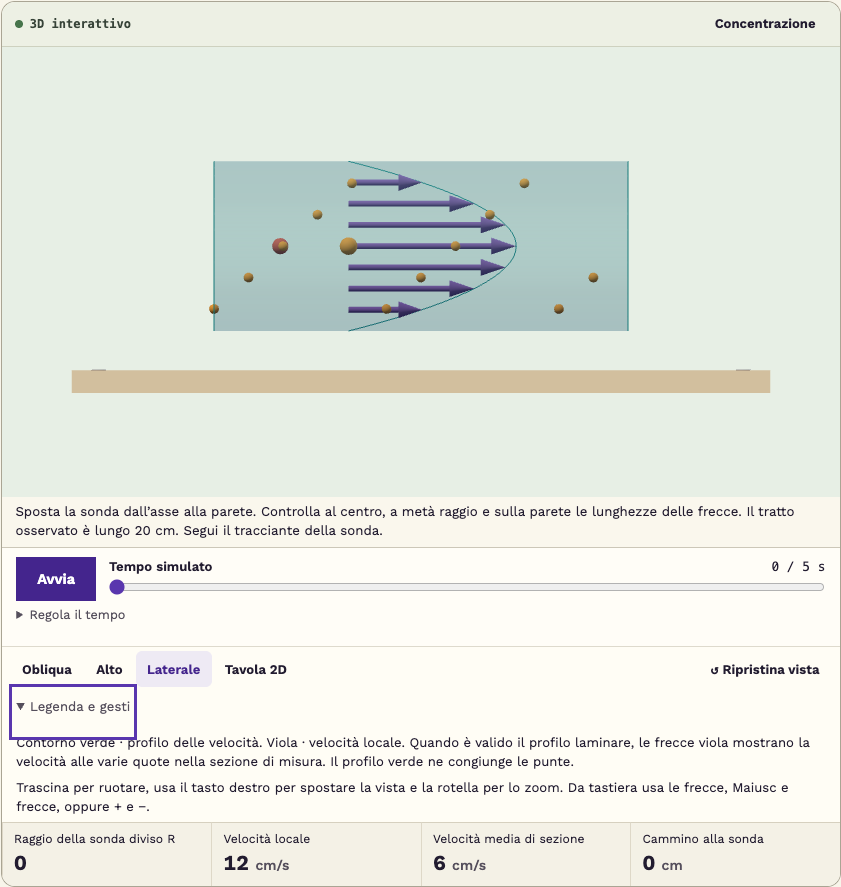 3D interattivo
Concentrazione
Sposta la sonda dall’asse alla parete. Controlla al centro, a metà raggio e sulla parete le lunghezze delle frecce. Il tratto
osservato è lungo 20 cm. Segui il tracciante della sonda.
Avvia
Tempo simulato
0 / 5 s
▶ Regola il tempo
Obliqua
Alto
Laterale
Tavola 2D
↺ Ripristina vista
▼ Legenda e gesti
Contorno verde · profilo delle velocità. Viola · velocità locale. Quando è valido il profilo laminare, le frecce viola mostrano la
velocità alle varie quote nella sezione di misura. Il profilo verde ne congiunge le punte.
Trascina per ruotare, usa il tasto destro per spostare la vista e la rotella per lo zoom. Da tastiera usa le frecce, Maiusc e
frecce, oppure + e −.
Raggio della sonda diviso R
0
Velocità locale
12 cm/s
Velocità media di sezione
6 cm/s
Cammino alla sonda
0 cm